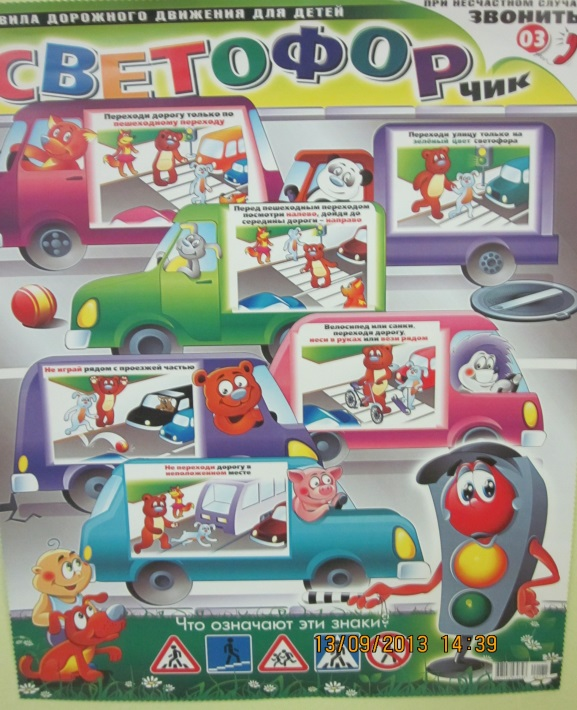 ВИЛА ДОРОЖНОГО ДВИЖЕНИЯ ДЛЯ ДЕТЕЙ
ПРИ НЕСЧАСТНОМ СЛУЧА
ЗВОНИТЬ
03
СВЕТОФОР
ЧИК
Переходи дорогу только по
пешеходному переходу
Переходи улицу только на
зелёный цвет светофора
Перед пешеходным переходом
посмотри налево, дойдя до
середины дороги – направо
Велосипед или санки,
переходя дорогу,
неси в руках или вези рядом
Не играй рядом с проезжей частью
Не переходи дорогу в
неположенном месте
Что означают эти знаки?
13/09/2013 14:39